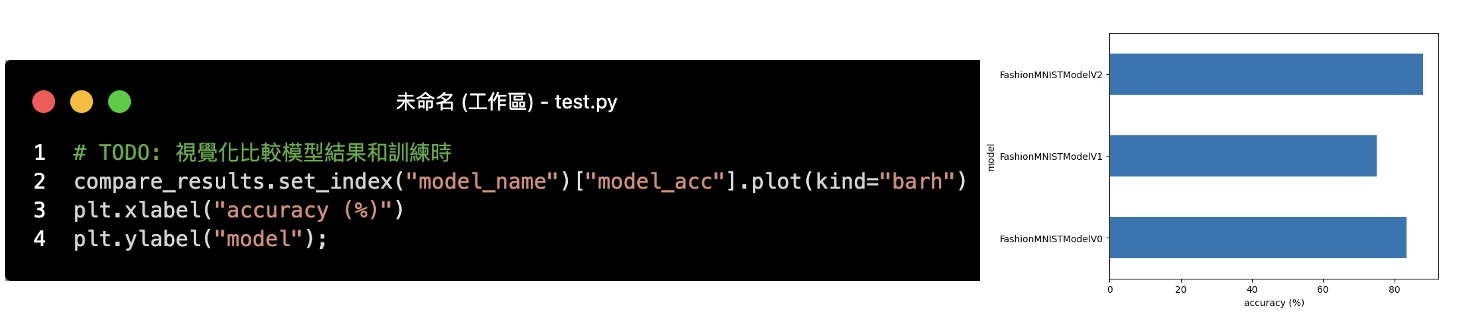 未命名 (工作區) - test.py
1 # TODO: 視覺化比較模型結果和訓練時
2 compare_results.set_index("model_name")["model_acc"].plot(kind="barh")
3 plt.xlabel("accuracy (%)")
4 plt.ylabel("model");
FashionMNISTModelV2
FashionMNISTModelV1
FashionMNISTModelV0
model
0 20 40 60 80
accuracy (%)